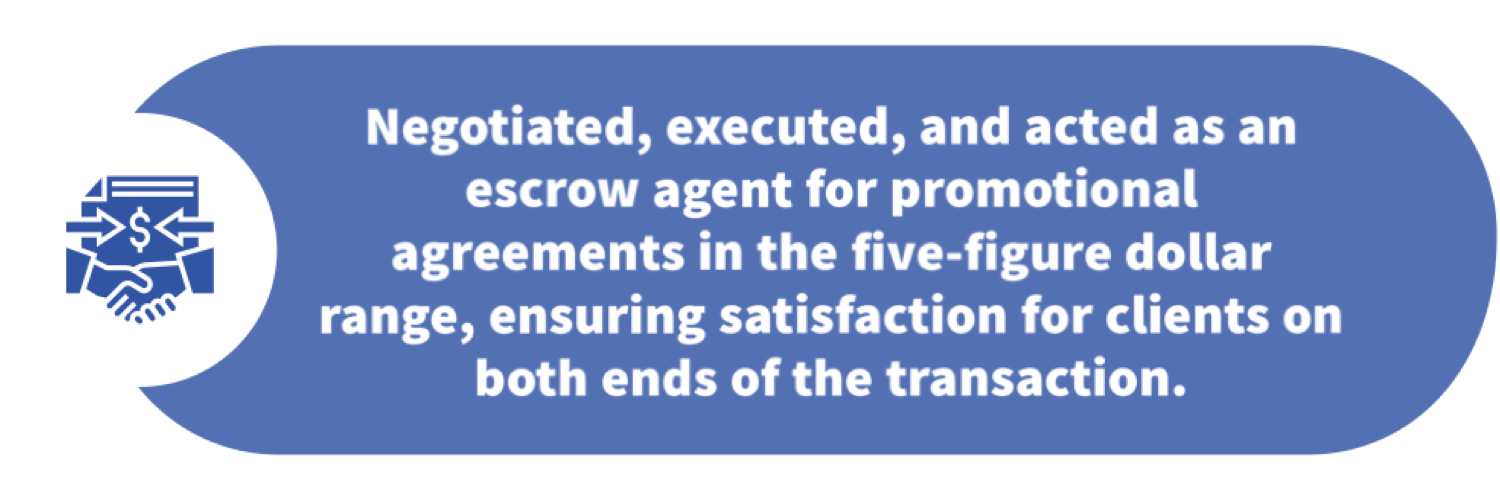 Negotiated, executed, and acted as an
escrow agent for promotional
agreements in the five-figure dollar
range, ensuring satisfaction for clients on
both ends of the transaction.
$